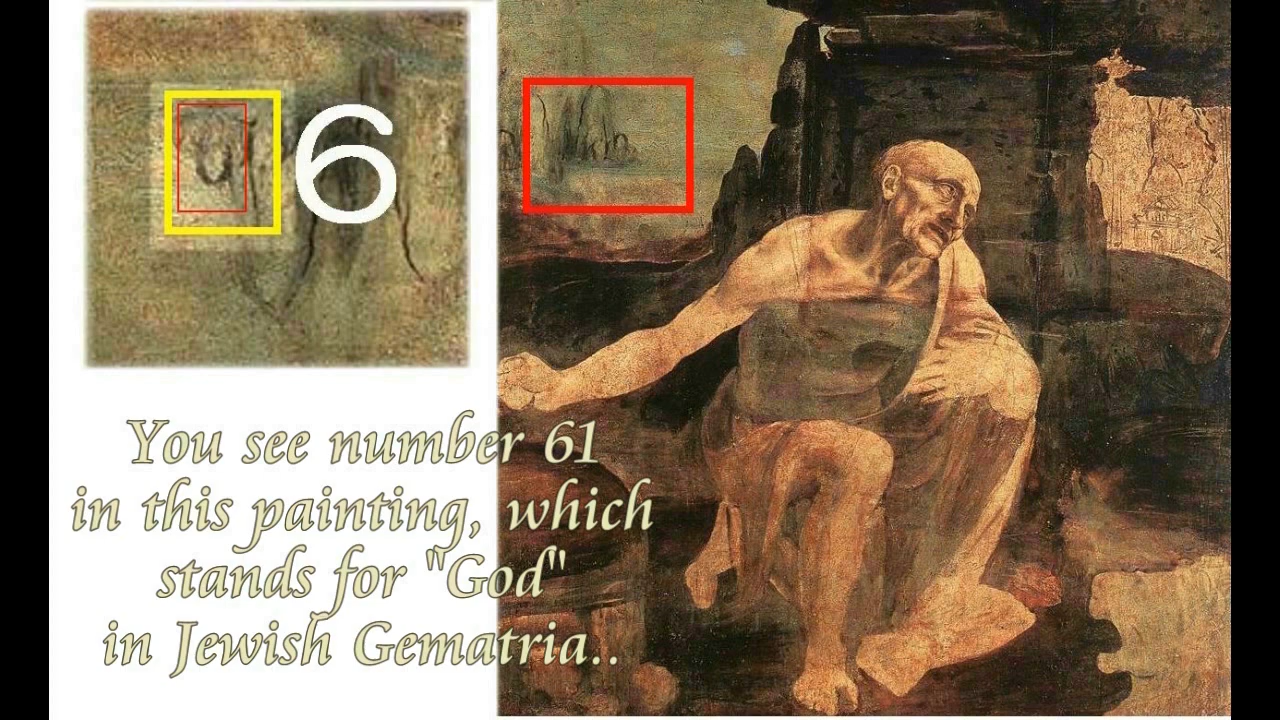 6
You see number 61
in this painting, which
stands for "God"
in Jewish Gematria..